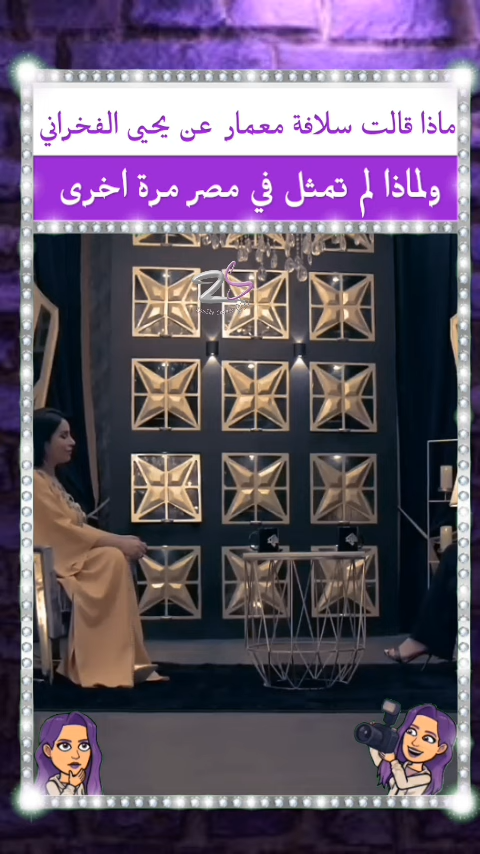 ماذا قالت سلافة معمار عن يحيى الفخراني
ولماذا لم تمثل في مصر مرة اخرى